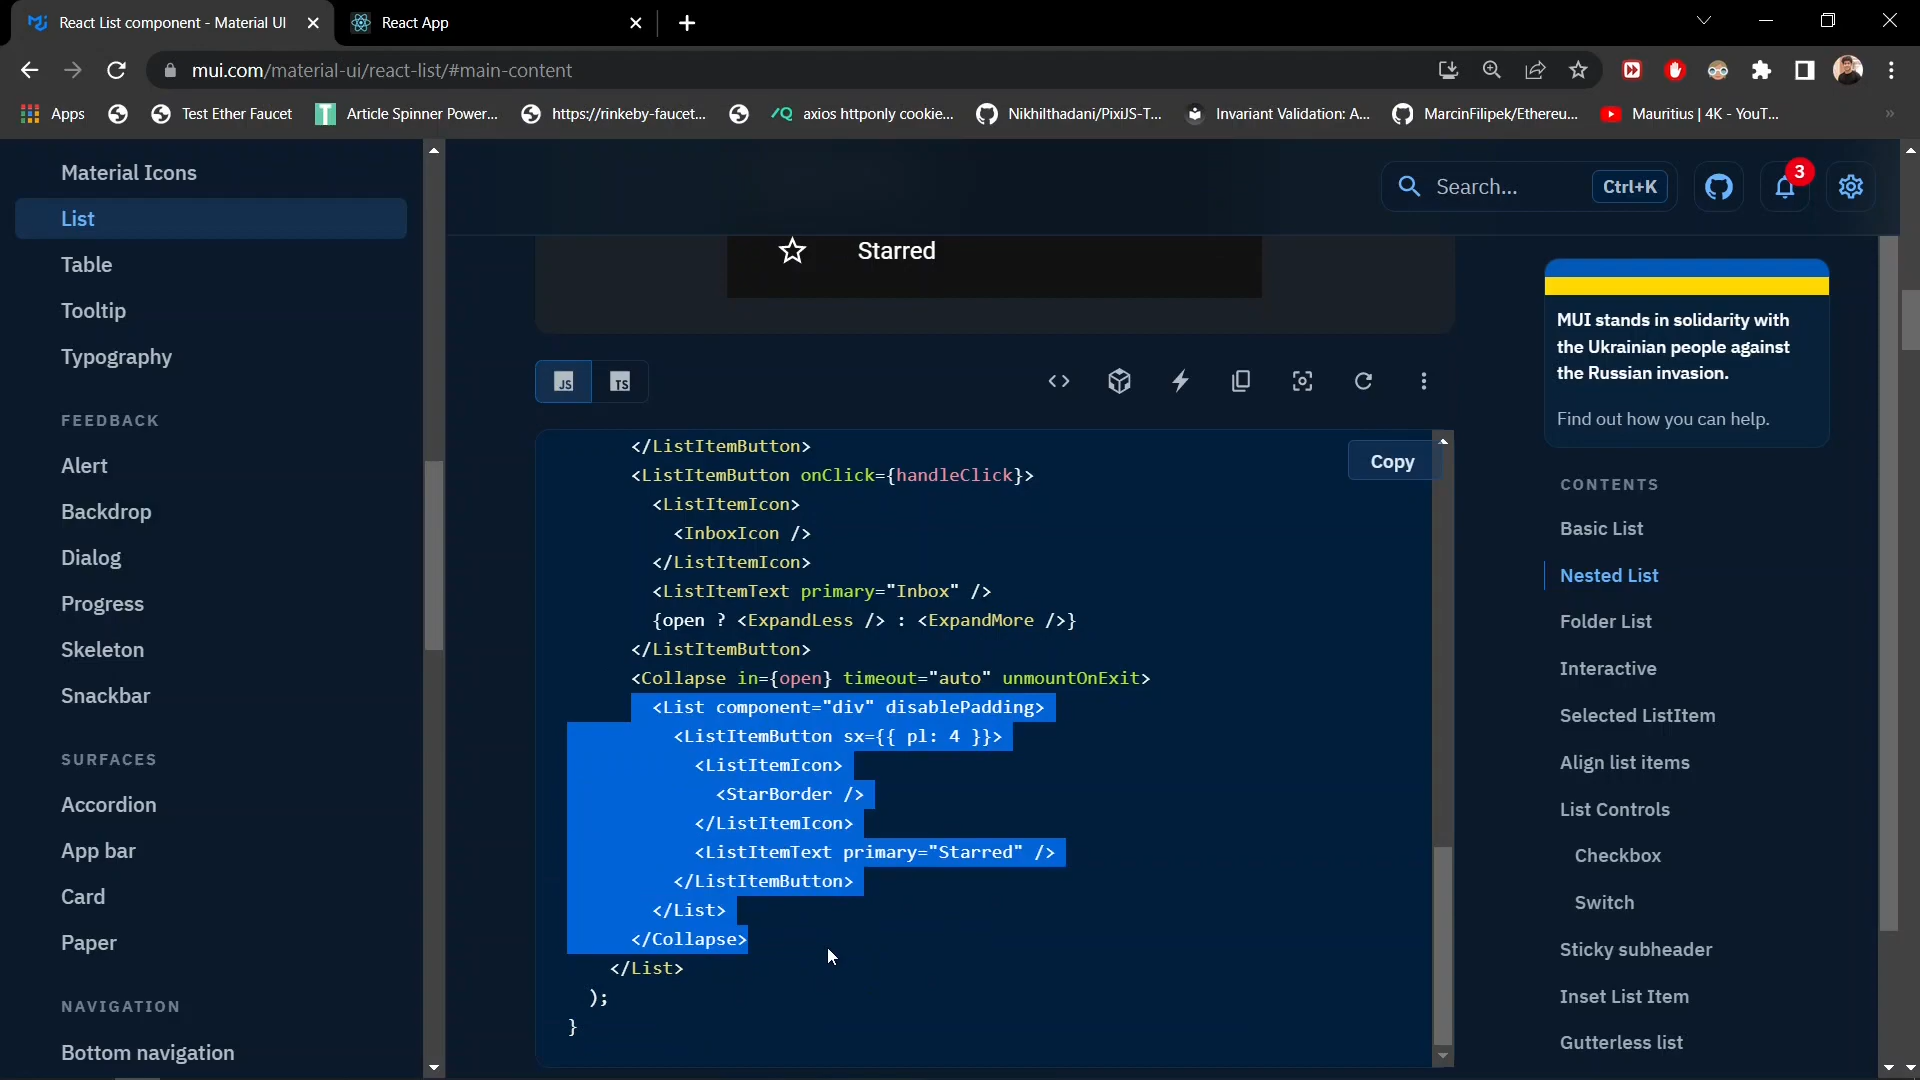 React List component - Material UI
React App
mui.com/material-ui/react-list/#main-content
Apps
Test Ether Faucet
Article Spinner Power...
https://rinkeby-faucet...
axios httponly cookie...
Nikhilthadani/PixiJS-T...
Invariant Validation: A...
MarcinFilipek/Ethereu...
Mauritius | 4K - YouT...
»
Material Icons
List
Table
Tooltip
Typography
FEEDBACK
Alert
Backdrop
Dialog
Progress
Skeleton
Snackbar
SURFACES
Accordion
App bar
Card
Paper
NAVIGATION
Bottom navigation
Search...
Ctrl+K
3
Starred
JS
TS
Copy
</ListItemButton>
<ListItemButton onClick={handleClick}>
<ListItemIcon>
<InboxIcon />
</ListItemIcon>
<ListItemText primary="Inbox" />
{open ? <ExpandLess /> : <ExpandMore />}
</ListItemButton>
<Collapse in={open} timeout="auto" unmountOnExit>
<List component="div" disablePadding>
<ListItemButton sx={{ pl: 4 }}>
<ListItemIcon>
<StarBorder />
</ListItemIcon>
<ListItemText primary="Starred" />
</ListItemButton>
</List>
</Collapse>
</List>
);
}
MUI stands in solidarity with
the Ukrainian people against
the Russian invasion.
Find out how you can help.
CONTENTS
Basic List
Nested List
Folder List
Interactive
Selected ListItem
Align list items
List Controls
Checkbox
Switch
Sticky subheader
Inset List Item
Gutterless list